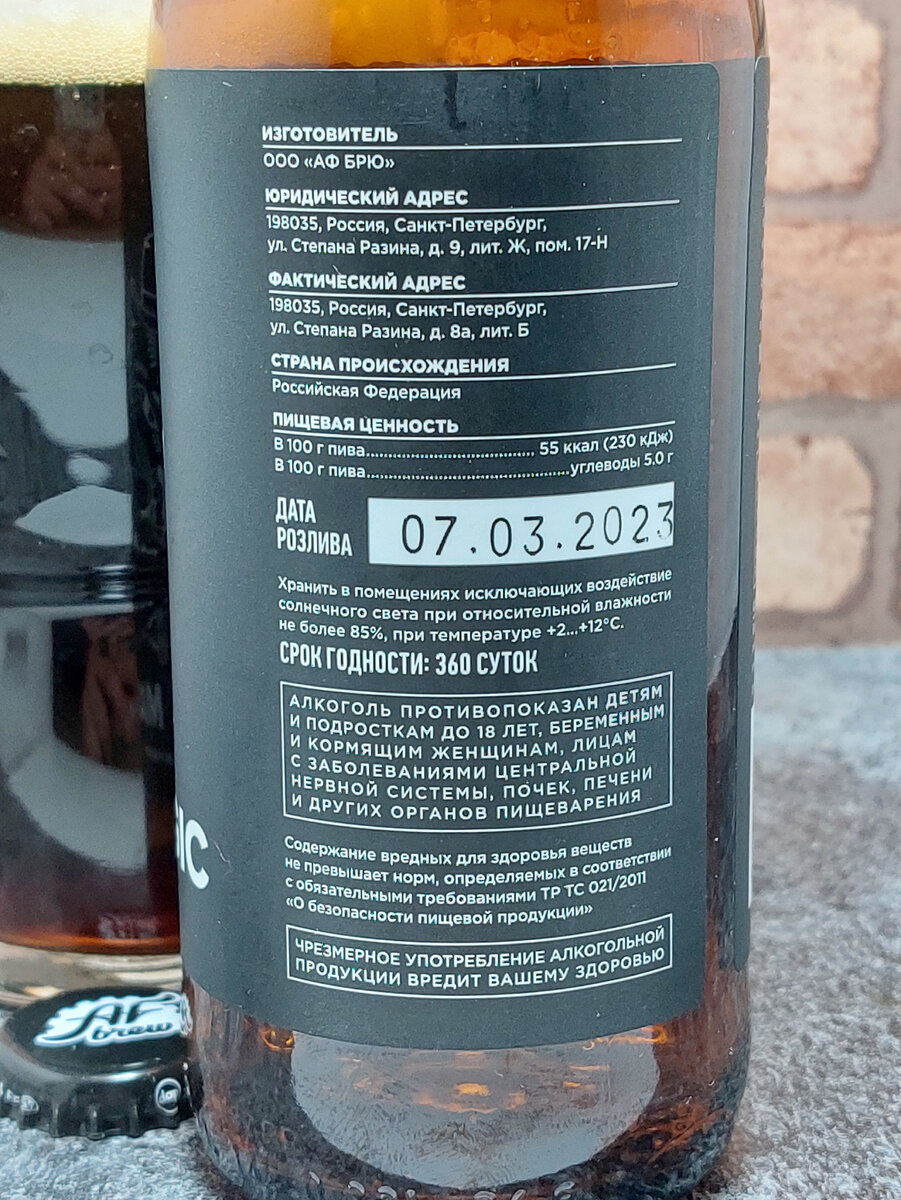 ИЗГОТОВИТЕЛЬ
ООО «АФ БРЮ»
ЮРИДИЧЕСКИЙ АДРЕС
198035, Россия, Санкт-Петербург,
ул. Степана Разина, д. 9, лит. Ж, пом. 17-Н
ФАКТИЧЕСКИЙ АДРЕС
198035, Россия, Санкт-Петербург,
ул. Степана Разина, д. 8а, лит. Б
СТРАНА ПРОИСХОЖДЕНИЯ
Российская Федерация
ПИЩЕВАЯ ЦЕННОСТЬ
В 100 г пива 55 ккал (230 кДж)
В 100 г пива углеводы 5.0 г
ДАТА
РОЗЛИВА
07.03.2023
Хранить в помещениях исключающих воздействие
солнечного света при относительной влажности
не более 85%, при температуре +2...+12°С.
СРОК ГОДНОСТИ: 360 СУТОК
АЛКОГОЛЬ ПРОТИВОПОКАЗАН ДЕТЯМ
И ПОДРОСТКАМ ДО 18 ЛЕТ, БЕРЕМЕННЫМ
И КОРМЯЩИМ ЖЕНЩИНАМ, ЛИЦАМ
С ЗАБОЛЕВАНИЯМИ ЦЕНТРАЛЬНОЙ
НЕРВНОЙ СИСТЕМЫ, ПОЧЕК, ПЕЧЕНИ
И ДРУГИХ ОРГАНОВ ПИЩЕВАРЕНИЯ
Содержание вредных для здоровья веществ
не превышает норм, определяемых в соответствии
с обязательными требованиями ТР ТС 021/2011
«О безопасности пищевой продукции»
ЧРЕЗМЕРНОЕ УПОТРЕБЛЕНИЕ АЛКОГОЛЬНОЙ
ПРОДУКЦИИ ВРЕДИТ ВАШЕМУ ЗДОРОВЬЮ
AF
brew